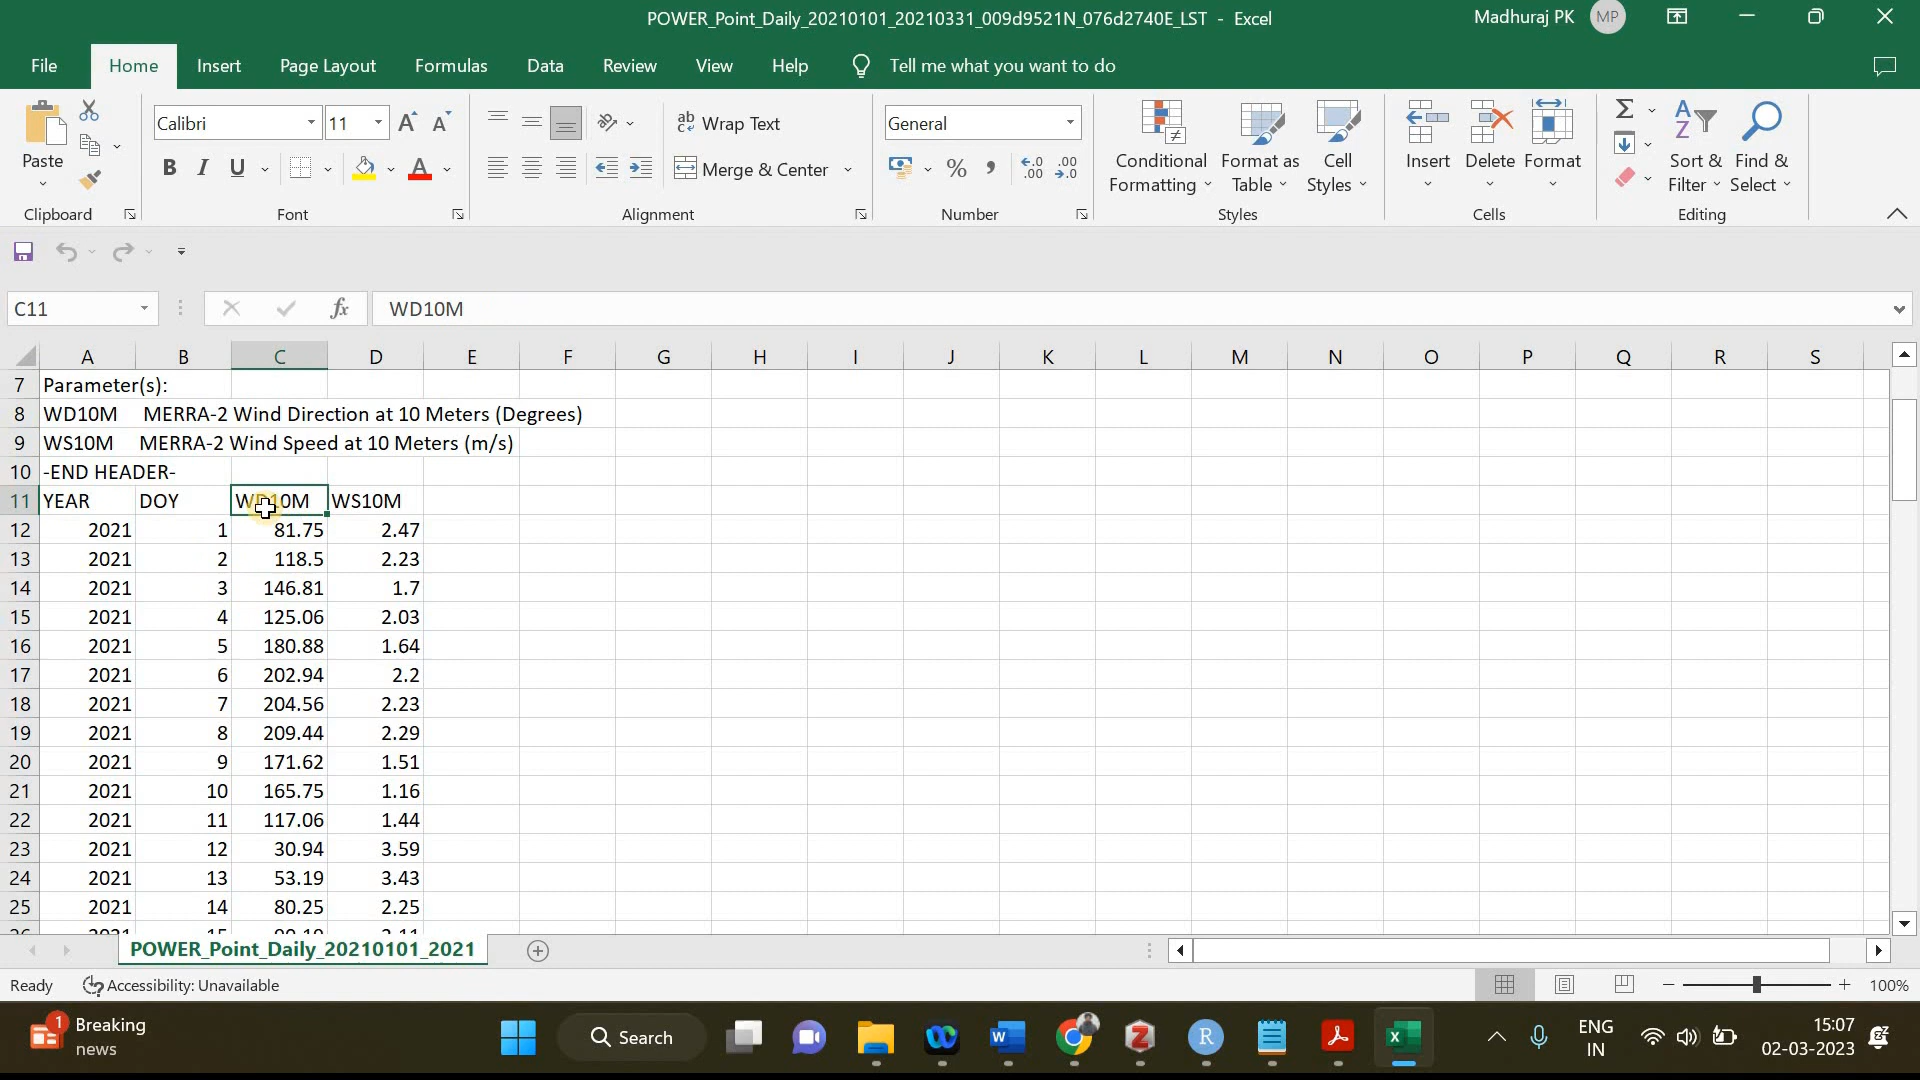 POWER_Point_Daily_20210101_20210331_009d9521N_076d2740E_LST - Excel
Madhuraj PK MP
File Home Insert Page Layout Formulas Data Review View Help Tell me what you want to do
Calibri 11
Wrap Text
General
Paste
B I U A
Merge & Center
% ,
Conditional Formatting
Format as Table
Cell Styles
Insert Delete Format
Sort & Filter
Find & Select
Clipboard Font Alignment Number Styles Cells Editing
C11 fx WD10M
A B C D E F G H I J K L M N O P Q R S
7 Parameter(s):
8 WD10M MERRA-2 Wind Direction at 10 Meters (Degrees)
9 WS10M MERRA-2 Wind Speed at 10 Meters (m/s)
10 -END HEADER-
11 YEAR DOY WD10M WS10M
12 2021 1 81.75 2.47
13 2021 2 118.5 2.23
14 2021 3 146.81 1.7
15 2021 4 125.06 2.03
16 2021 5 180.88 1.64
17 2021 6 202.94 2.2
18 2021 7 204.56 2.23
19 2021 8 209.44 2.29
20 2021 9 171.62 1.51
21 2021 10 165.75 1.16
22 2021 11 117.06 1.44
23 2021 12 30.94 3.59
24 2021 13 53.19 3.43
25 2021 14 80.25 2.25
POWER_Point_Daily_20210101_2021
Ready Accessibility: Unavailable 100%
1 Breaking
news
Search
ENG
IN
15:07
02-03-2023